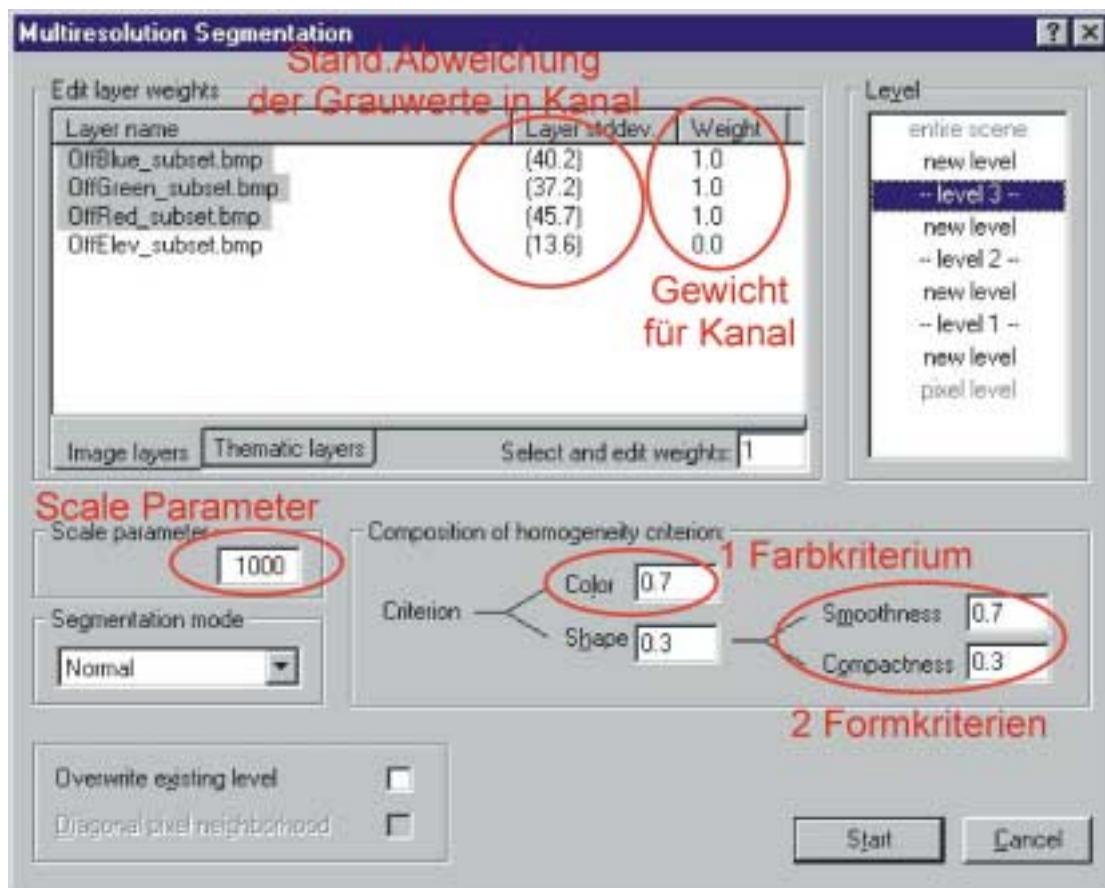 Multiresolution Segmentation
Stand.Abweichung
der Grauwerte in Kanal
Edit layer weights
Layer name Layer stddev. Weight
OffBlue_subset.bmp (40.2) 1.0
OffGreen_subset.bmp (37.2) 1.0
OffRed_subset.bmp (45.7) 1.0
OffElev_subset.bmp (13.6) 0.0
Gewicht
für Kanal
Image layers Thematic layers Select and edit weights: 1
Level
entire scene
new level
-- level 3 --
new level
-- level 2 --
new level
-- level 1 --
new level
pixel level
Scale Parameter
Scale parameter
1000
Segmentation mode
Normal
Composition of homogeneity criterion:
1 Farbkriterium
Criterion
Color 0.7
Shape 0.3
Smoothness 0.7
Compactness 0.3
2 Formkriterien
Overwrite existing level
Diagonal pixel neighborhood
Start Cancel